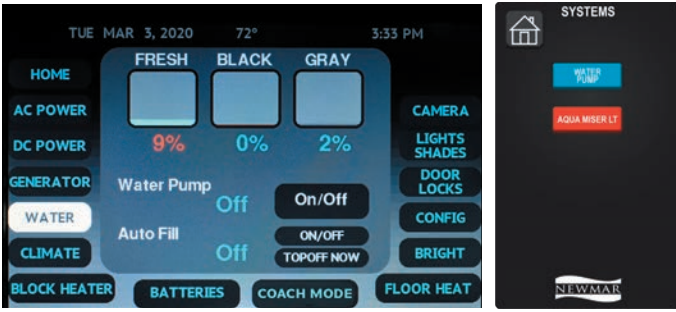 TUE MAR 3, 2020 72° 3:33 PM
HOME
AC POWER
DC POWER
GENERATOR
WATER
CLIMATE
BLOCK HEATER
FRESH BLACK GRAY
9% 0% 2%
Water Pump
Off
On/Off
Auto Fill
Off
ON/OFF
TOPOFF NOW
BATTERIES
COACH MODE
CAMERA
LIGHTS
SHADES
DOOR
LOCKS
CONFIG
BRIGHT
FLOOR HEAT
SYSTEMS
WATER
PUMP
AQUA MISER LT
NEWMAR